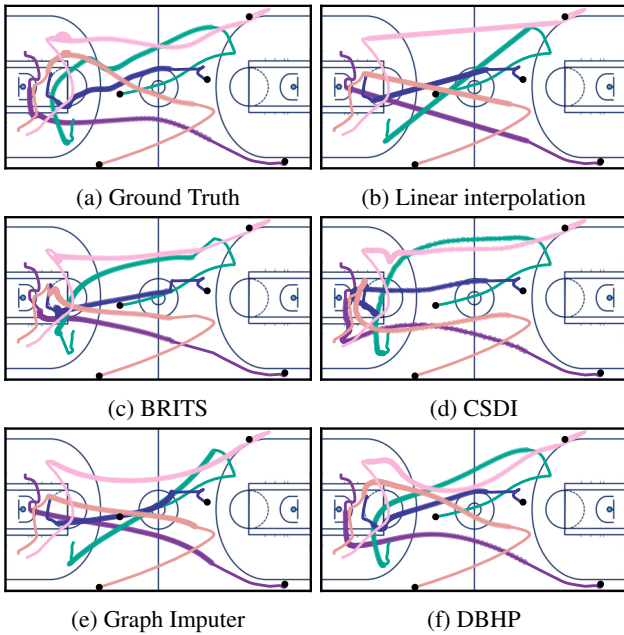 (a) Ground Truth
(b) Linear interpolation
(c) BRITS
(d) CSDI
(e) Graph Imputer
(f) DBHP